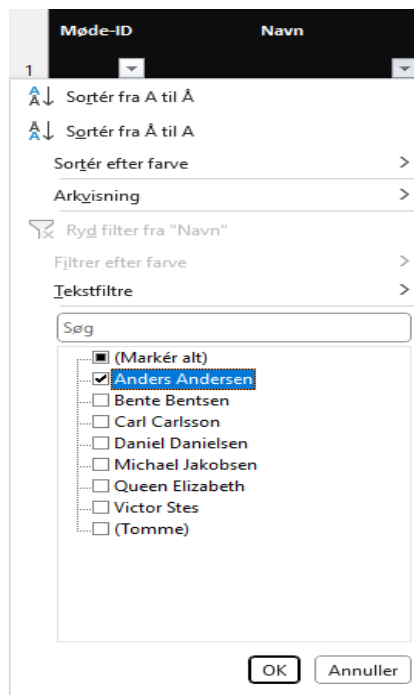 Møde-ID Navn
1
Sortér fra A til Å
Sortér fra Å til A
Sortér efter farve
Arkvisning
Ryd filter fra "Navn"
Filtrer efter farve
Tekstfiltre
Søg
(Markér alt)
Anders Andersen
Bente Bentsen
Carl Carlsson
Daniel Danielsen
Michael Jakobsen
Queen Elizabeth
Victor Stes
(Tomme)
OK Annuller